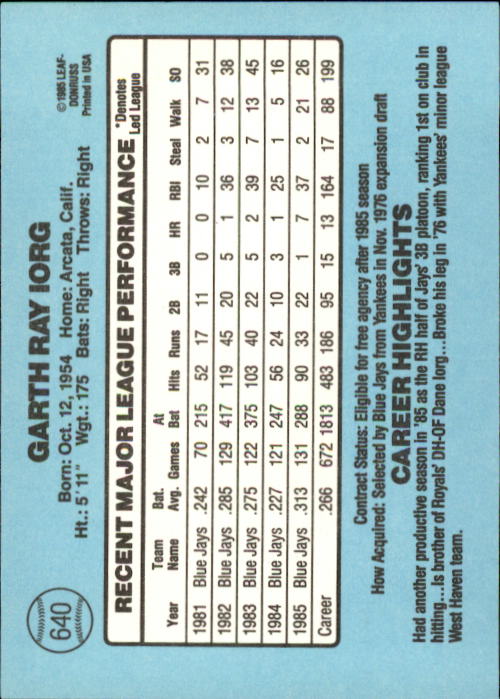 640
GARTH RAY IORG
Born: Oct. 12, 1954 Home: Arcata, Calif.
Ht.: 5' 11" Wgt.: 175 Bats: Right Throws: Right
© 1985 LEAF-
DONRUSS
Printed in USA
RECENT MAJOR LEAGUE PERFORMANCE *Denotes
Led League
Team Bat. At
Year Name Avg. Games Bat Hits Runs 2B 3B HR RBI Steal Walk SO
1981 Blue Jays .242 70 215 52 17 11 0 0 10 2 7 31
1982 Blue Jays .285 129 417 119 45 20 5 1 36 3 12 38
1983 Blue Jays .275 122 375 103 40 22 5 2 39 7 13 45
1984 Blue Jays .227 121 247 56 24 10 3 1 25 1 5 16
1985 Blue Jays .313 131 288 90 33 22 1 7 37 2 21 26
Career .266 672 1813 483 186 95 15 13 164 17 88 199
Contract Status: Eligible for free agency after 1985 season
How Acquired: Selected by Blue Jays from Yankees in Nov. 1976 expansion draft
CAREER HIGHLIGHTS
Had another productive season in '85 as the RH half of Jays' 3B platoon, ranking 1st on club in
hitting...Is brother of Royals' DH-OF Dane Iorg...Broke his leg in '76 with Yankees' minor league
West Haven team.